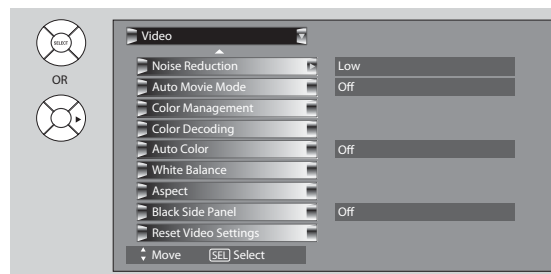 SELECT
OR
Video
Noise Reduction Low
Auto Movie Mode Off
Color Management
Color Decoding
Auto Color Off
White Balance
Aspect
Black Side Panel Off
Reset Video Settings
Move SEL Select